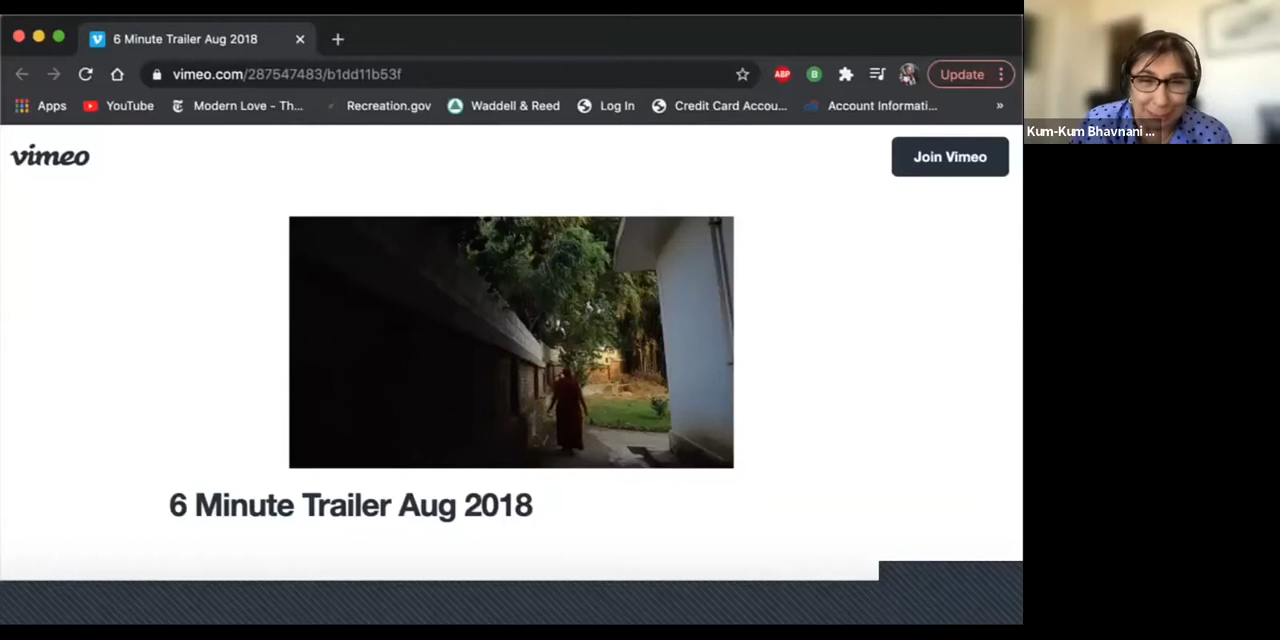 6 Minute Trailer Aug 2018
vimeo.com/287547483/b1dd11b53f
ABP
B
Update
Apps
YouTube
Modern Love - Th...
Recreation.gov
Waddell & Reed
Log In
Credit Card Accou...
Account Informati...
»
vimeo
Join Vimeo
6 Minute Trailer Aug 2018
Kum-Kum Bhavnani ...